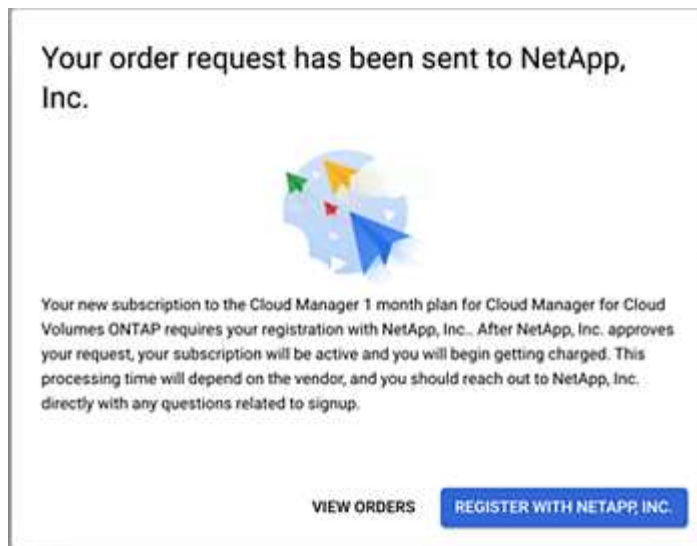 Your order request has been sent to NetApp,
Inc.
Your new subscription to the Cloud Manager 1 month plan for Cloud Manager for Cloud
Volumes ONTAP requires your registration with NetApp, Inc.. After NetApp, Inc. approves
your request, your subscription will be active and you will begin getting charged. This
processing time will depend on the vendor, and you should reach out to NetApp, Inc.
directly with any questions related to signup.
VIEW ORDERS
REGISTER WITH NETAPP, INC.